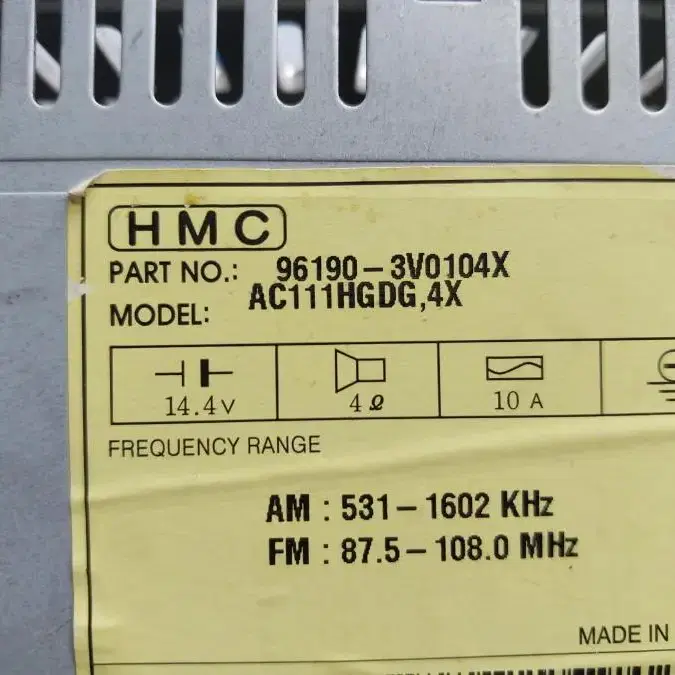 HMC
PART NO.: 96190-3V0104X
MODEL: AC111HGDG,4X
14.4V 4Ω 10 A
FREQUENCY RANGE
AM : 531-1602 KHz
FM : 87.5-108.0 MHz
MADE IN